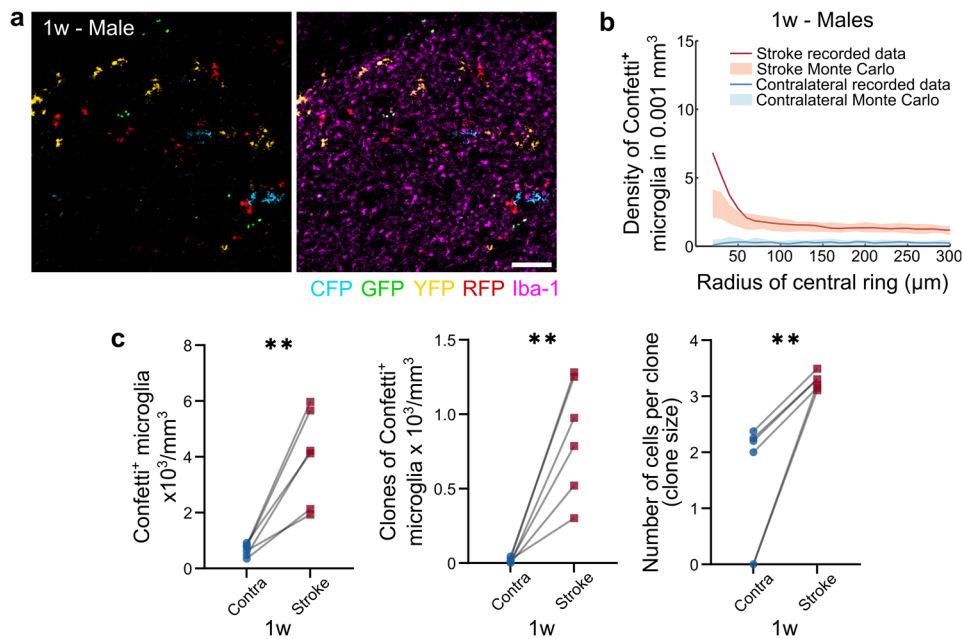 a
1w - Male
CFP GFP YFP RFP Iba-1
b
1w - Males
Density of Confetti⁺
microglia in 0.001 mm³
15
10
5
0
Stroke recorded data
Stroke Monte Carlo
Contralateral recorded data
Contralateral Monte Carlo
0 50 100 150 200 250 300
Radius of central ring (µm)
c
Confetti⁺ microglia
x10³/mm³
8
6
4
2
0
**
Contra
Stroke
1w
Clones of Confetti⁺
microglia x 10³/mm³
1.5
1.0
0.5
0
**
Contra
Stroke
1w
Number of cells per clone
(clone size)
4
3
2
1
0
**
Contra
Stroke
1w